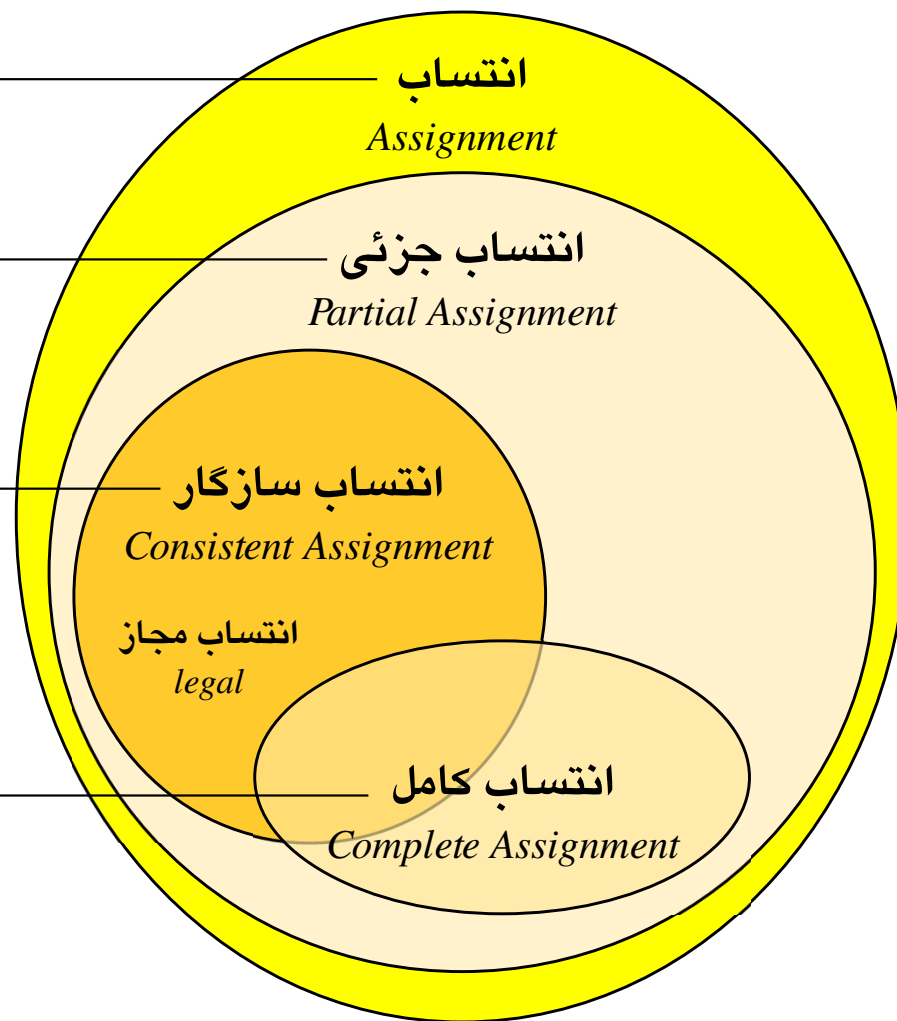 انتساب
Assignment
انتساب جزئی
Partial Assignment
انتساب سازگار
Consistent Assignment
انتساب مجاز
legal
انتساب کامل
Complete Assignment